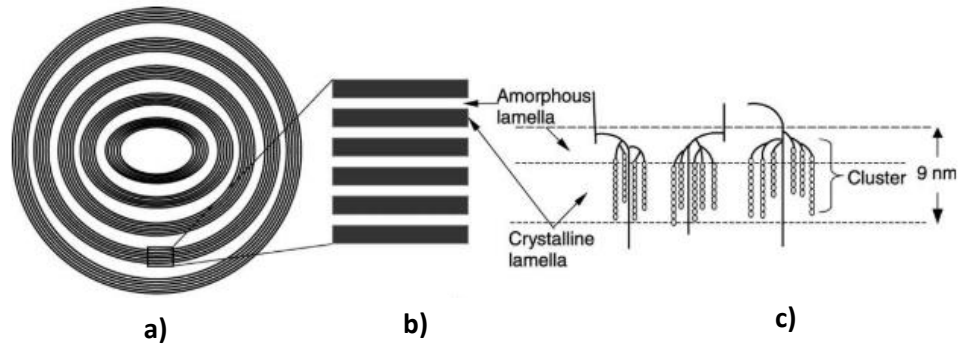 Amorphous
lamella
Cluster
9 nm
Crystalline
lamella
a)
b)
c)